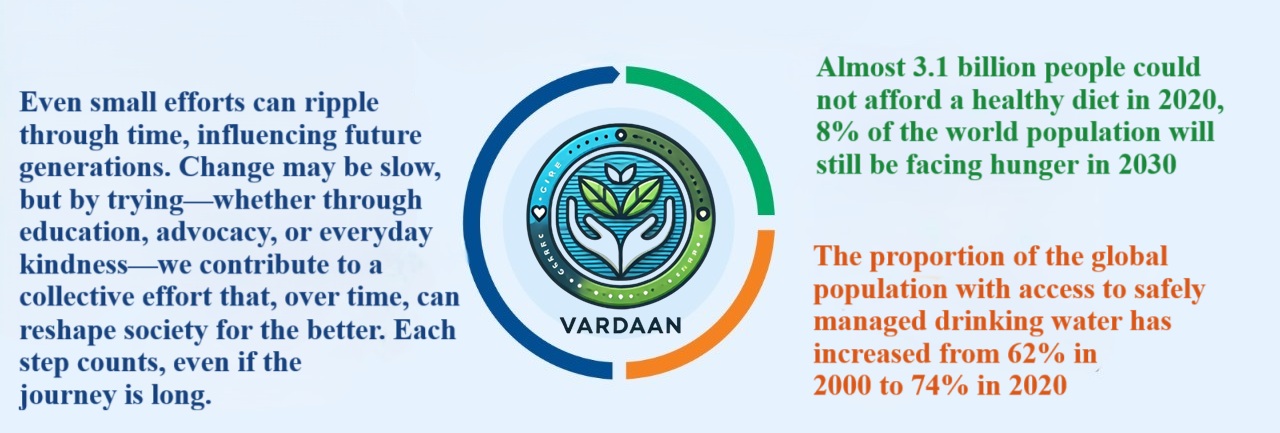 Even small efforts can ripple
through time, influencing future
generations. Change may be slow,
but by trying—whether through
education, advocacy, or everyday
kindness—we contribute to a
collective effort that, over time, can
reshape society for the better. Each
step counts, even if the
journey is long.
VARDAAN
Almost 3.1 billion people could
not afford a healthy diet in 2020,
8% of the world population will
still be facing hunger in 2030
The proportion of the global
population with access to safely
managed drinking water has
increased from 62% in
2000 to 74% in 2020